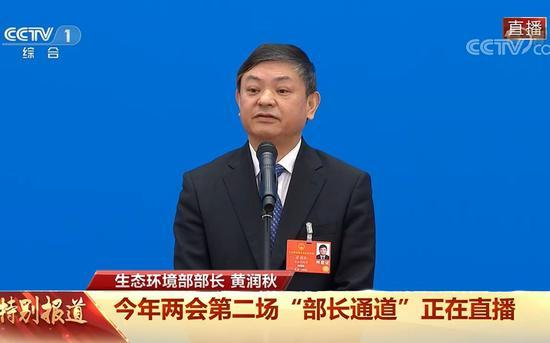 CCTV 1
综合
直播
CCTV.co
生态环境部部长 黄润秋
特别报道
今年两会第二场“部长通道”正在直播